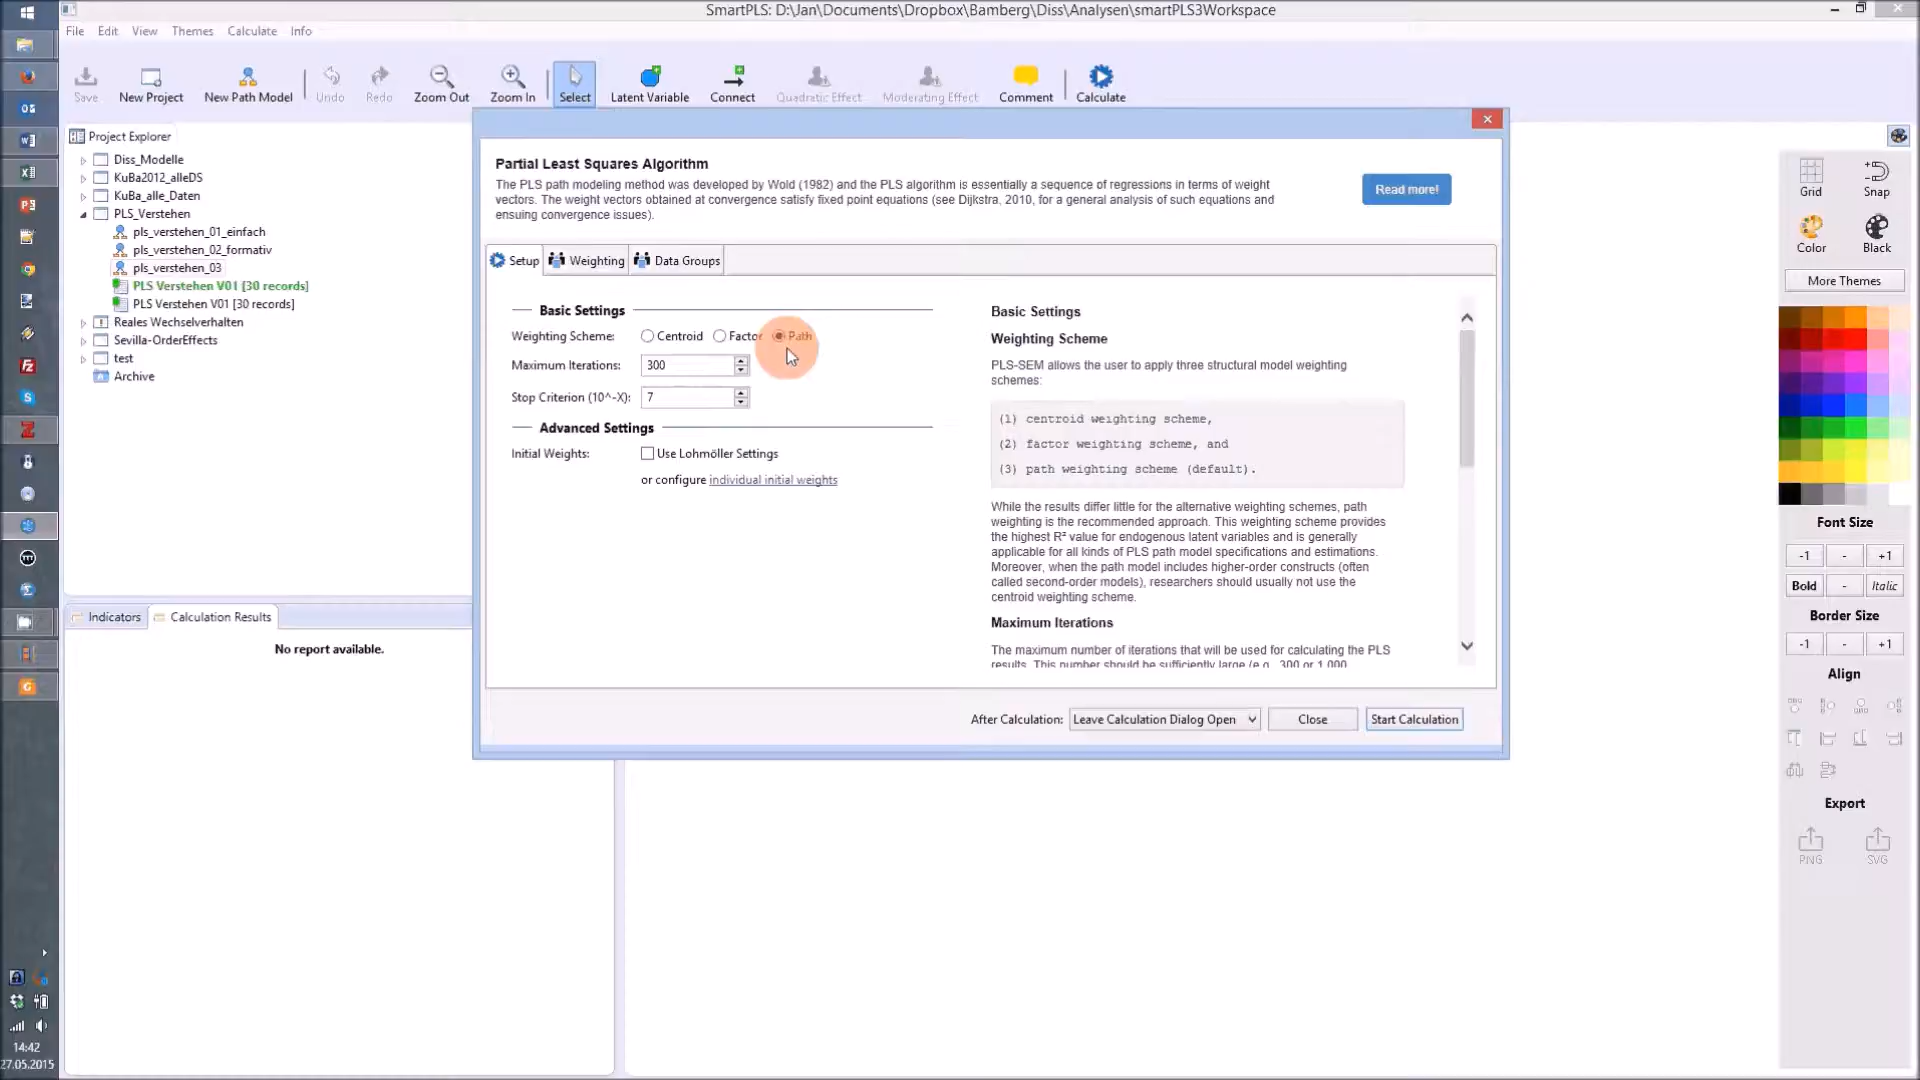 SmartPLS: D:\Jan\Documents\Dropbox\Bamberg\Diss\Analysen\smartPLS3Workspace
File Edit View Themes Calculate Info
Save New Project New Path Model Undo Redo Zoom Out Zoom In Select Latent Variable Connect Quadratic Effect Moderating Effect Comment Calculate
Project Explorer
Diss_Modelle
KuBa2012_alleDS
KuBa_alle_Daten
PLS_Verstehen
pls_verstehen_01_einfach
pls_verstehen_02_formativ
pls_verstehen_03
PLS Verstehen V01 [30 records]
PLS Verstehen V01 [30 records]
Reales Wechselverhalten
Sevilla-OrderEffects
test
Archive
Indicators Calculation Results
No report available.
Partial Least Squares Algorithm
The PLS path modeling method was developed by Wold (1982) and the PLS algorithm is essentially a sequence of regressions in terms of weight
vectors. The weight vectors obtained at convergence satisfy fixed point equations (see Dijkstra, 2010, for a general analysis of such equations and
ensuing convergence issues).
Read more!
Setup Weighting Data Groups
Basic Settings
Weighting Scheme: Centroid Factor Path
Maximum Iterations: 300
Stop Criterion (10^-X): 7
Advanced Settings
Initial Weights: Use Lohmöller Settings
or configure individual initial weights
Basic Settings
Weighting Scheme
PLS-SEM allows the user to apply three structural model weighting
schemes:
(1) centroid weighting scheme,
(2) factor weighting scheme, and
(3) path weighting scheme (default).
While the results differ little for the alternative weighting schemes, path
weighting is the recommended approach. This weighting scheme provides
the highest R² value for endogenous latent variables and is generally
applicable for all kinds of PLS path model specifications and estimations.
Moreover, when the path model includes higher-order constructs (often
called second-order models), researchers should usually not use the
centroid weighting scheme.
Maximum Iterations
The maximum number of iterations that will be used for calculating the PLS
results. This number should be sufficiently large (e.g., 300 or 1,000
After Calculation: Leave Calculation Dialog Open Close Start Calculation
Grid Snap
Color Black
More Themes
Font Size
-1 - +1
Bold - Italic
Border Size
-1 - +1
Align
Export
PNG SVG
14:42
27.05.2015